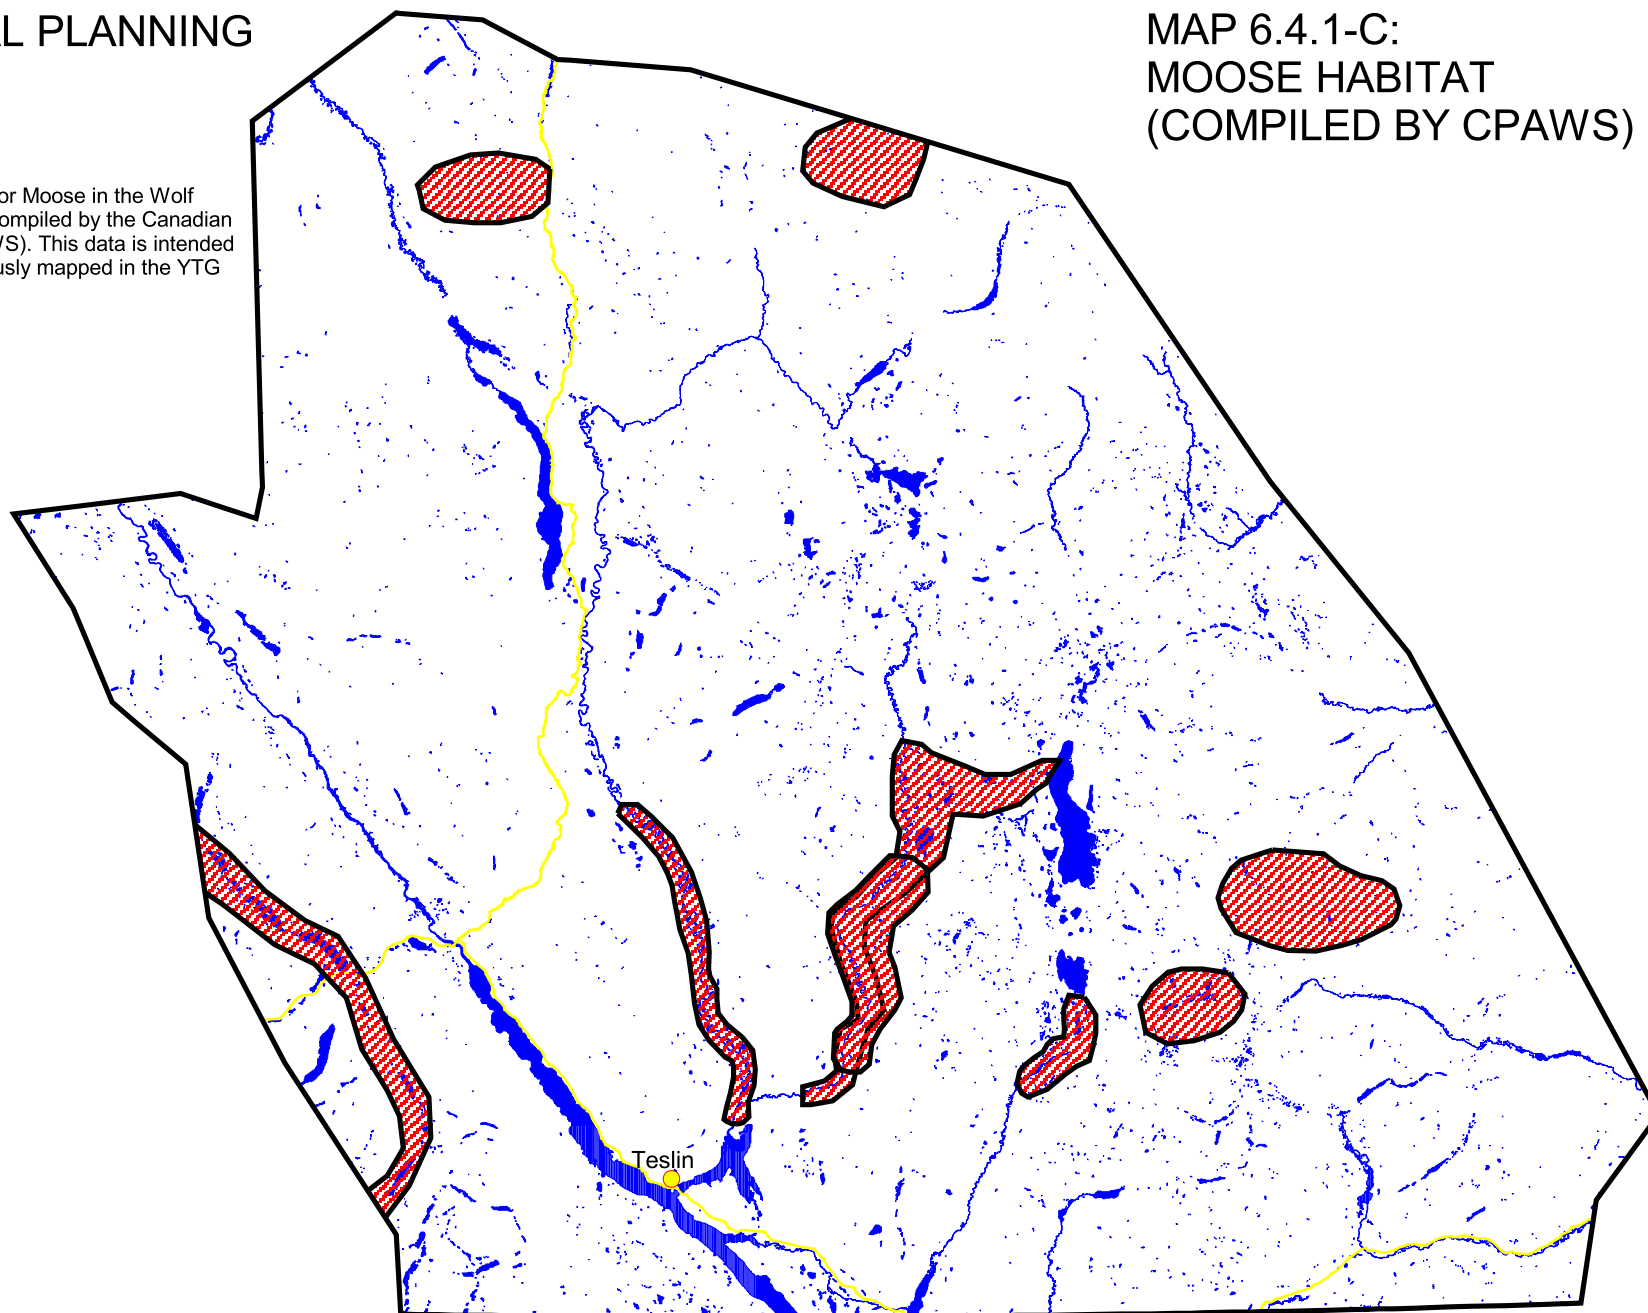 L PLANNING
MAP 6.4.1-C:
MOOSE HABITAT
(COMPILED BY CPAWS)
or Moose in the Wolf
ompiled by the Canadian
S). This data is intended
usly mapped in the YTG
Teslin